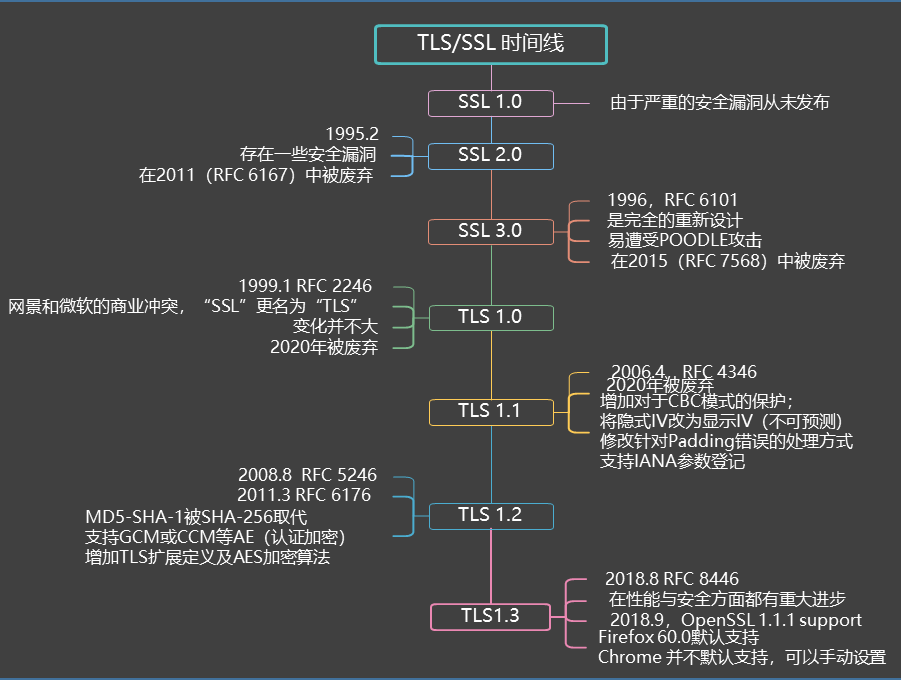 TLS/SSL 时间线
SSL 1.0
由于严重的安全漏洞从未发布
SSL 2.0
1995.2
存在一些安全漏洞
在2011（RFC 6167）中被废弃
SSL 3.0
1996，RFC 6101
是完全的重新设计
易遭受POODLE攻击
在2015（RFC 7568）中被废弃
TLS 1.0
1999.1 RFC 2246
网景和微软的商业冲突，“SSL”更名为“TLS”
变化并不大
2020年被废弃
TLS 1.1
2006.4，RFC 4346
2020年被废弃
增加对于CBC模式的保护；
将隐式IV改为显示IV（不可预测）
修改针对Padding错误的处理方式
支持IANA参数登记
TLS 1.2
2008.8 RFC 5246
2011.3 RFC 6176
MD5-SHA-1被SHA-256取代
支持GCM或CCM等AE（认证加密）
增加TLS扩展定义及AES加密算法
TLS1.3
2018.8 RFC 8446
在性能与安全方面都有重大进步
2018.9，OpenSSL 1.1.1 support
Firefox 60.0默认支持
Chrome 并不默认支持，可以手动设置